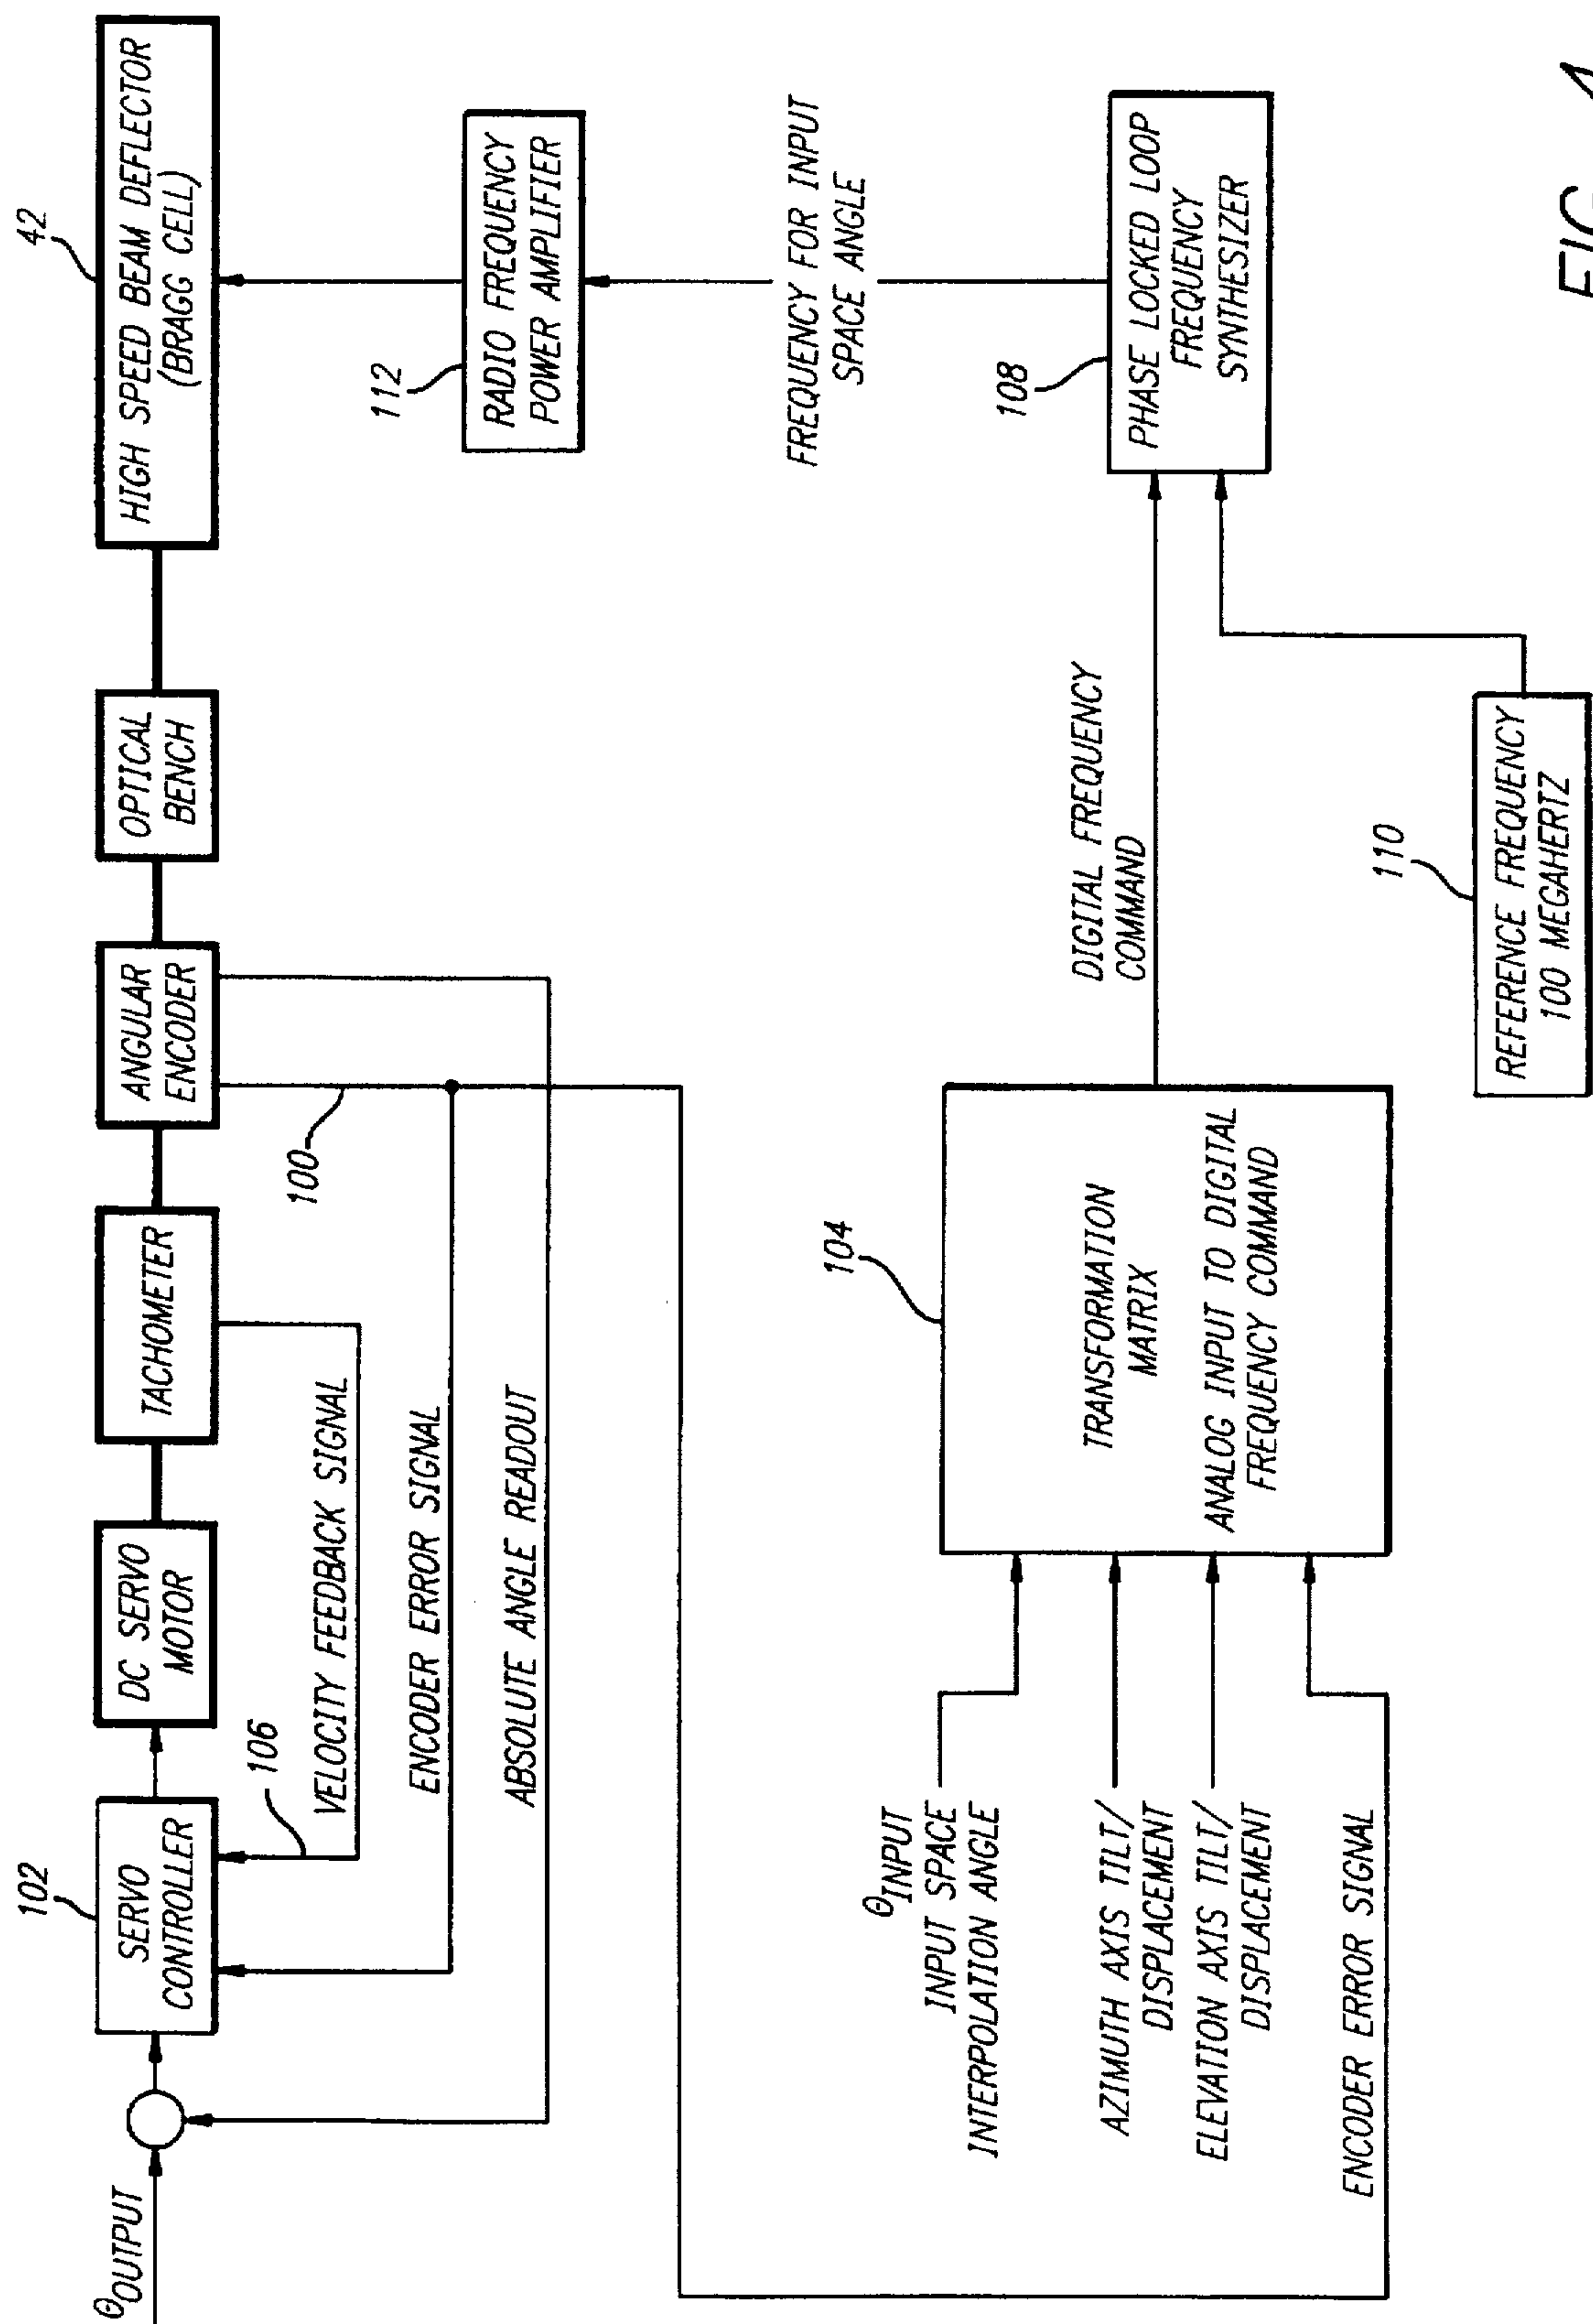 θOUTPUT
102
SERVO
CONTROLLER
DC SERVO
MOTOR
TACHOMETER
ANGULAR
ENCODER
OPTICAL
BENCH
42
HIGH SPEED BEAM DEFLECTOR
(BRAGG CELL)
106
VELOCITY FEEDBACK SIGNAL
100
ENCODER ERROR SIGNAL
ABSOLUTE ANGLE READOUT
112
RADIO FREQUENCY
POWER AMPLIFIER
FREQUENCY FOR INPUT
SPACE ANGLE
θINPUT
INPUT SPACE
INTERPOLATION ANGLE
AZIMUTH AXIS TILT/
DISPLACEMENT
ELEVATION AXIS TILT/
DISPLACEMENT
ENCODER ERROR SIGNAL
104
TRANSFORMATION
MATRIX
ANALOG INPUT TO DIGITAL
FREQUENCY COMMAND
DIGITAL FREQUENCY
COMMAND
108
PHASE LOCKED LOOP
FREQUENCY
SYNTHESIZER
110
REFERENCE FREQUENCY
100 MEGAHERTZ
FIG. 4